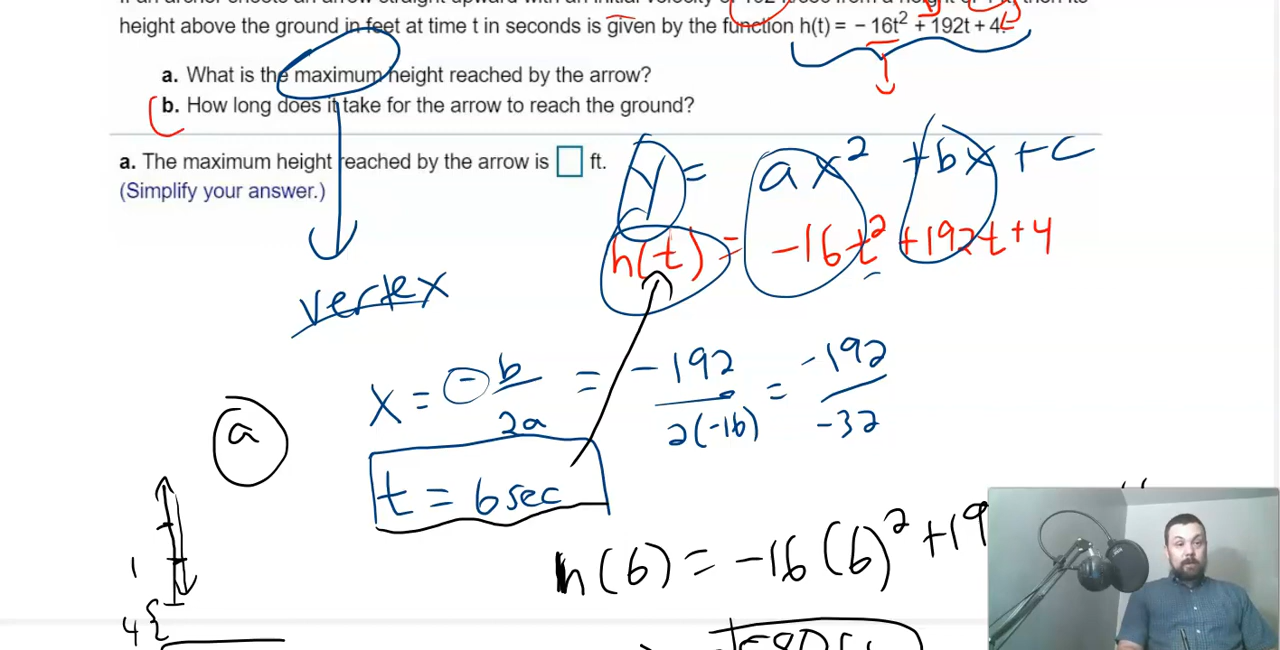 height above the ground in feet at time t in seconds is given by the function h(t) = − 16t² + 192t + 4.
a. What is the maximum height reached by the arrow?
b. How long does it take for the arrow to reach the ground?
a. The maximum height reached by the arrow is ft.
(Simplify your answer.)
y = ax² + bx + c
h(t) = -16t² + 192t + 4
vertex
x = -b/2a = -192/2(-16) = -192/-32
a
t = 6 sec
h(6) = -16(6)² + 19
1
4{